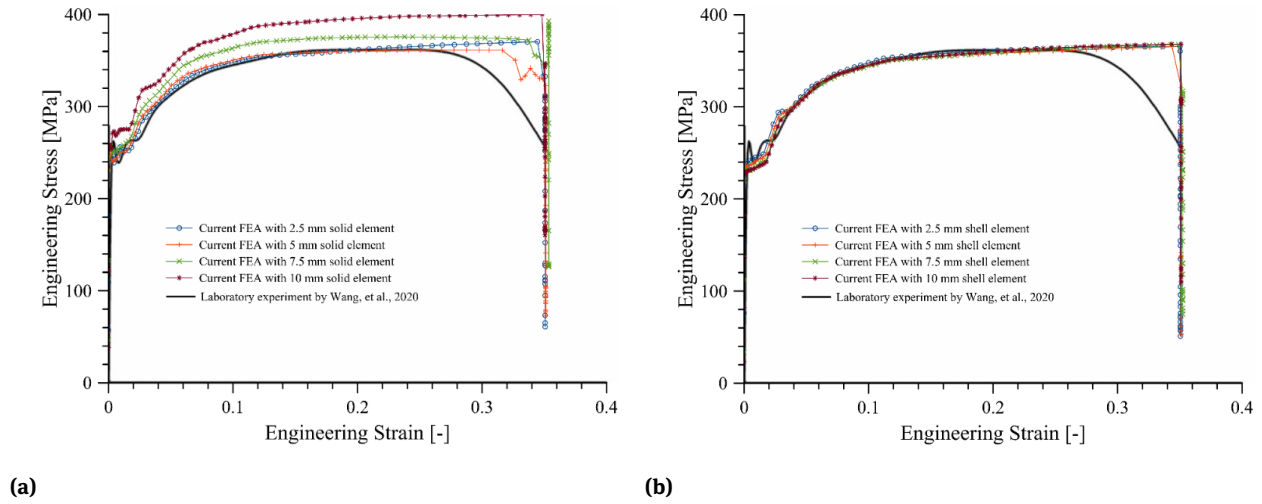 400
300
200
100
0
Engineering Stress [MPa]
Current FEA with 2.5 mm solid element
Current FEA with 5 mm solid element
Current FEA with 7.5 mm solid element
Current FEA with 10 mm solid element
Laboratory experiment by Wang, et al., 2020
0 0.1 0.2 0.3 0.4
Engineering Strain [-]
(a)
400
300
200
100
0
Engineering Stress [MPa]
Current FEA with 2.5 mm shell element
Current FEA with 5 mm shell element
Current FEA with 7.5 mm shell element
Current FEA with 10 mm shell element
Laboratory experiment by Wang, et al., 2020
0 0.1 0.2 0.3 0.4
Engineering Strain [-]
(b)